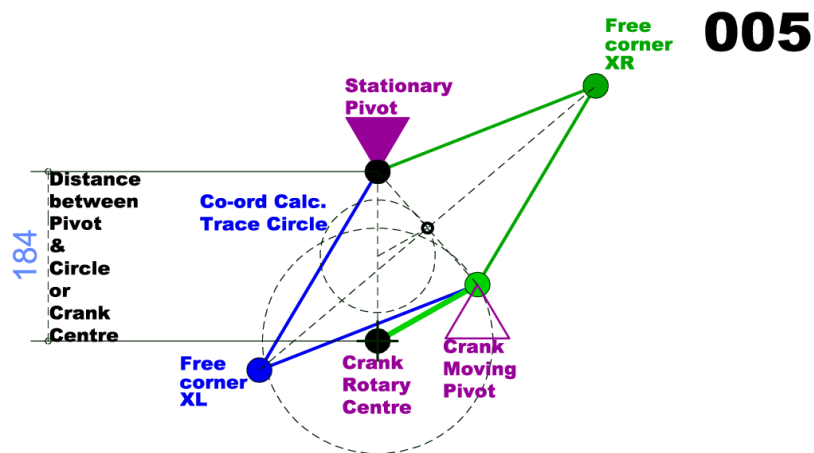 005
Free
corner
XR
Stationary
Pivot
Distance
between
Pivot
&
Circle
or
Crank
Centre
184
Co-ord Calc.
Trace Circle
Free
corner
XL
Crank
Rotary
Centre
Crank
Moving
Pivot